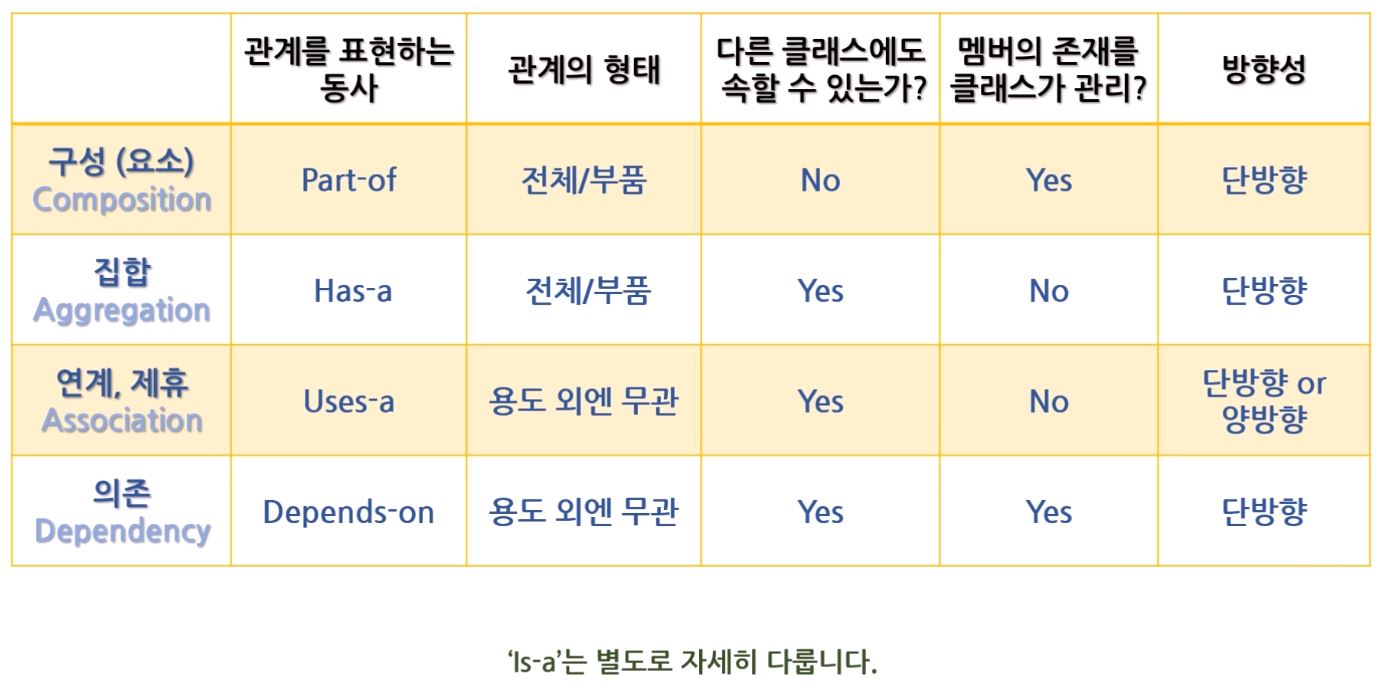 관계를 표현하는 동사 관계의 형태 다른 클래스에도 속할 수 있는가? 멤버의 존재를 클래스가 관리? 방향성
구성 (요소)
Composition Part-of 전체/부품 No Yes 단방향
집합
Aggregation Has-a 전체/부품 Yes No 단방향
연계, 제휴
Association Uses-a 용도 외엔 무관 Yes No 단방향 or 양방향
의존
Dependency Depends-on 용도 외엔 무관 Yes Yes 단방향
‘Is-a’는 별도로 자세히 다룹니다.